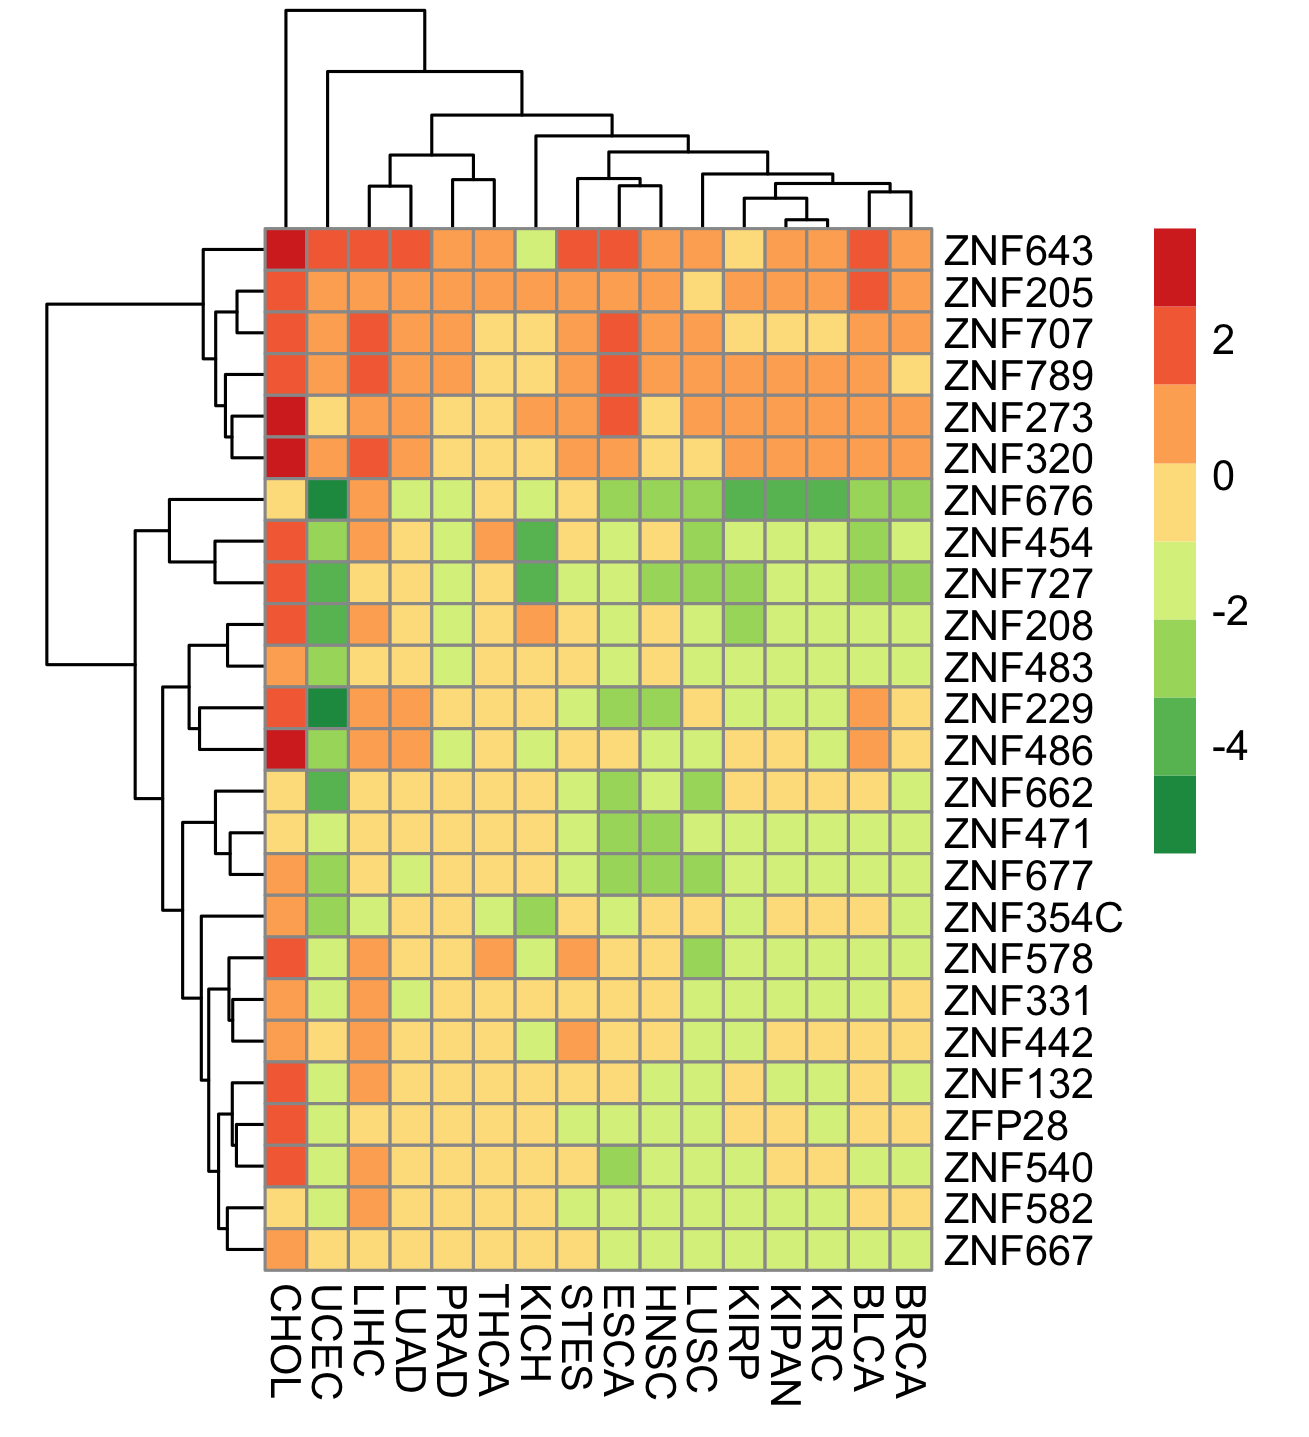 ZNF643
ZNF205
ZNF707
ZNF789
ZNF273
ZNF320
ZNF676
ZNF454
ZNF727
ZNF208
ZNF483
ZNF229
ZNF486
ZNF662
ZNF471
ZNF677
ZNF354C
ZNF578
ZNF331
ZNF442
ZNF132
ZFP28
ZNF540
ZNF582
ZNF667
2
0
-2
-4
CHOL
UCEC
LIHC
LUAD
PRAD
THCA
KICH
STES
ESCA
HNSC
LUSC
KIRP
KIPAN
KIRC
BLCA
BRCA